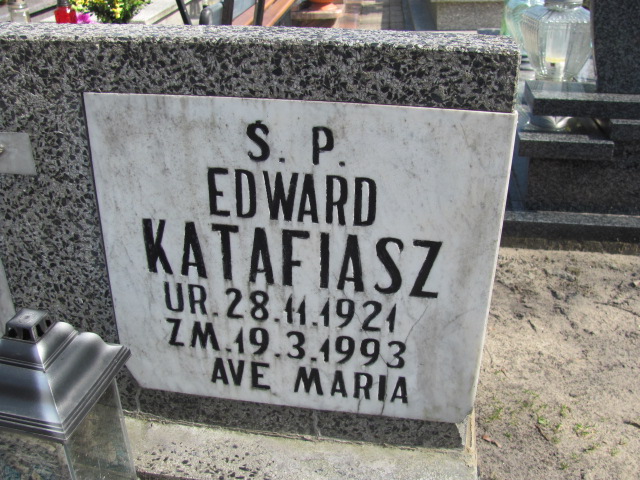 Ś. P.
EDWARD
KATAFIASZ
UR. 28.11.1921
ZM. 19.3.1993
AVE MARIA